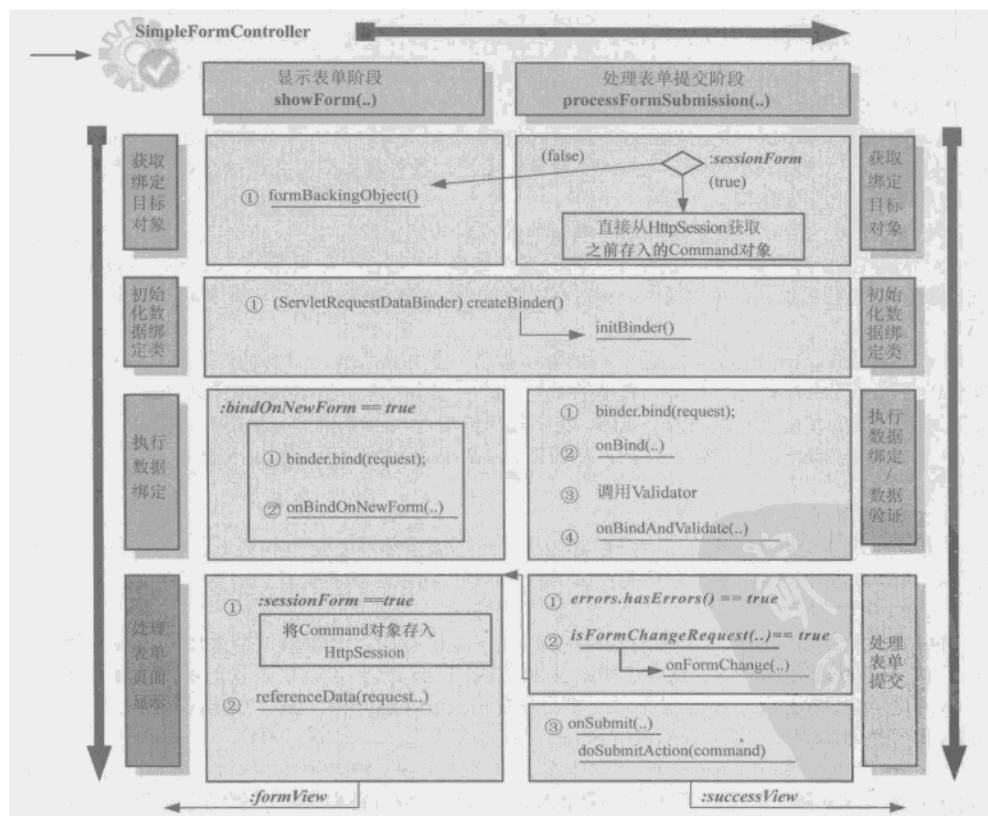 SimpleFormController
显示表单阶段
showForm(..)
处理表单提交阶段
processFormSubmission(..)
获取
绑定
目标
对象
① formBackingObject()
(false)
:sessionForm
(true)
直接从HttpSession获取
之前存入的Command对象
获取
绑定
目标
对象
初始
化数
据绑
定类
① (ServletRequestDataBinder) createBinder()
initBinder()
初始
化数
据绑
定类
执行
数据
绑定
:bindOnNewForm == true
① binder.bind(request);
② onBindOnNewForm(..)
① binder.bind(request);
② onBind(..)
③ 调用Validator
④ onBindAndValidate(..)
执行
数据
绑定
/
数据
验证
处理
表单
页面
显示
① :sessionForm ==true
将Command对象存入
HttpSession
② referenceData(request..)
① errors.hasErrors() == true
② isFormChangeRequest(..)== true
onFormChange(..)
③ onSubmit(..)
doSubmitAction(command)
处理
表单
提交
:formView
:successView